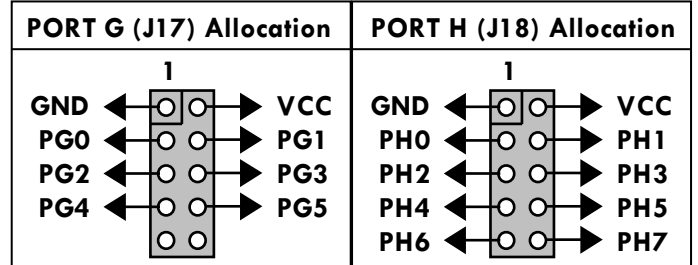 PORT G (J17) Allocation
1
GND VCC
PG0 PG1
PG2 PG3
PG4 PG5
PORT H (J18) Allocation
1
GND VCC
PH0 PH1
PH2 PH3
PH4 PH5
PH6 PH7